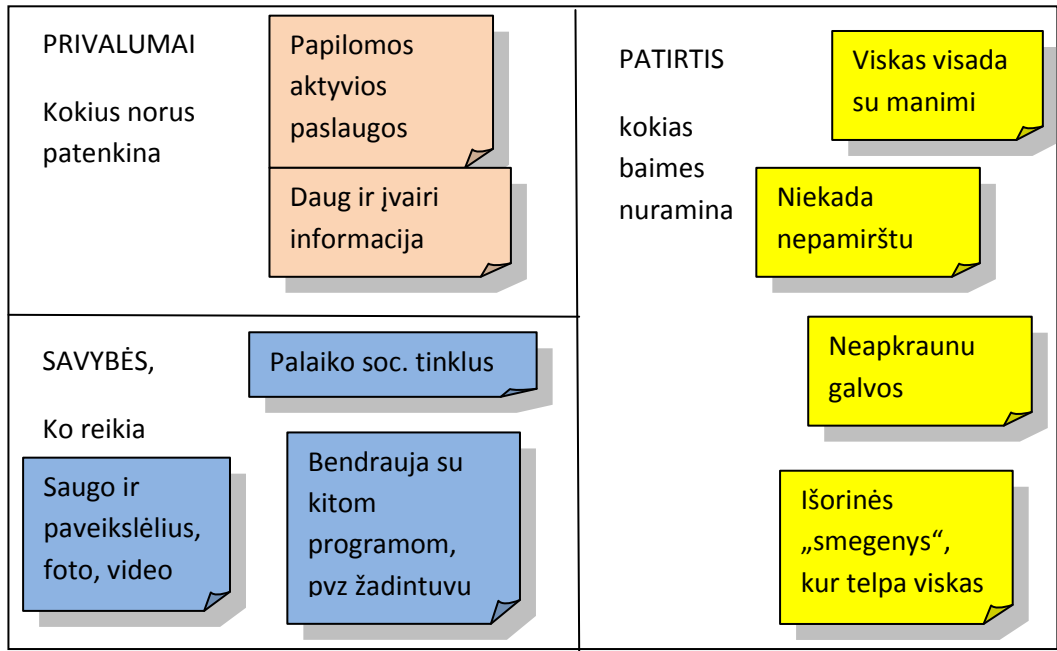 PRIVALUMAI
Kokius norus
patenkina
Papilomos
aktyvios
paslaugos
Daug ir įvairi
informacija
SAVYBĖS,
Ko reikia
Palaiko soc. tinklus
Saugo ir
paveikslėlius,
foto, video
Bendrauja su
kitom
programom,
pvz žadintuvu
PATIRTIS
kokias
baimes
nuramina
Viskas visada
su manimi
Niekada
nepamirštu
Neapkraunu
galvos
Išorinės
„smegenys“,
kur telpa viskas